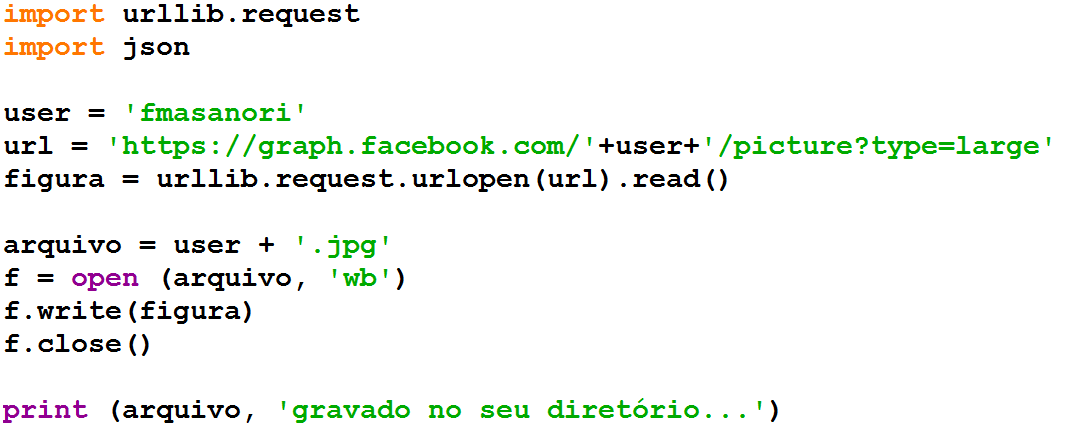 import urllib.request
import json
user = 'fmasanori'
url = 'https://graph.facebook.com/'+user+'/picture?type=large'
figura = urllib.request.urlopen(url).read()
arquivo = user + '.jpg'
f = open (arquivo, 'wb')
f.write(figura)
f.close()
print (arquivo, 'gravado no seu diretório...')